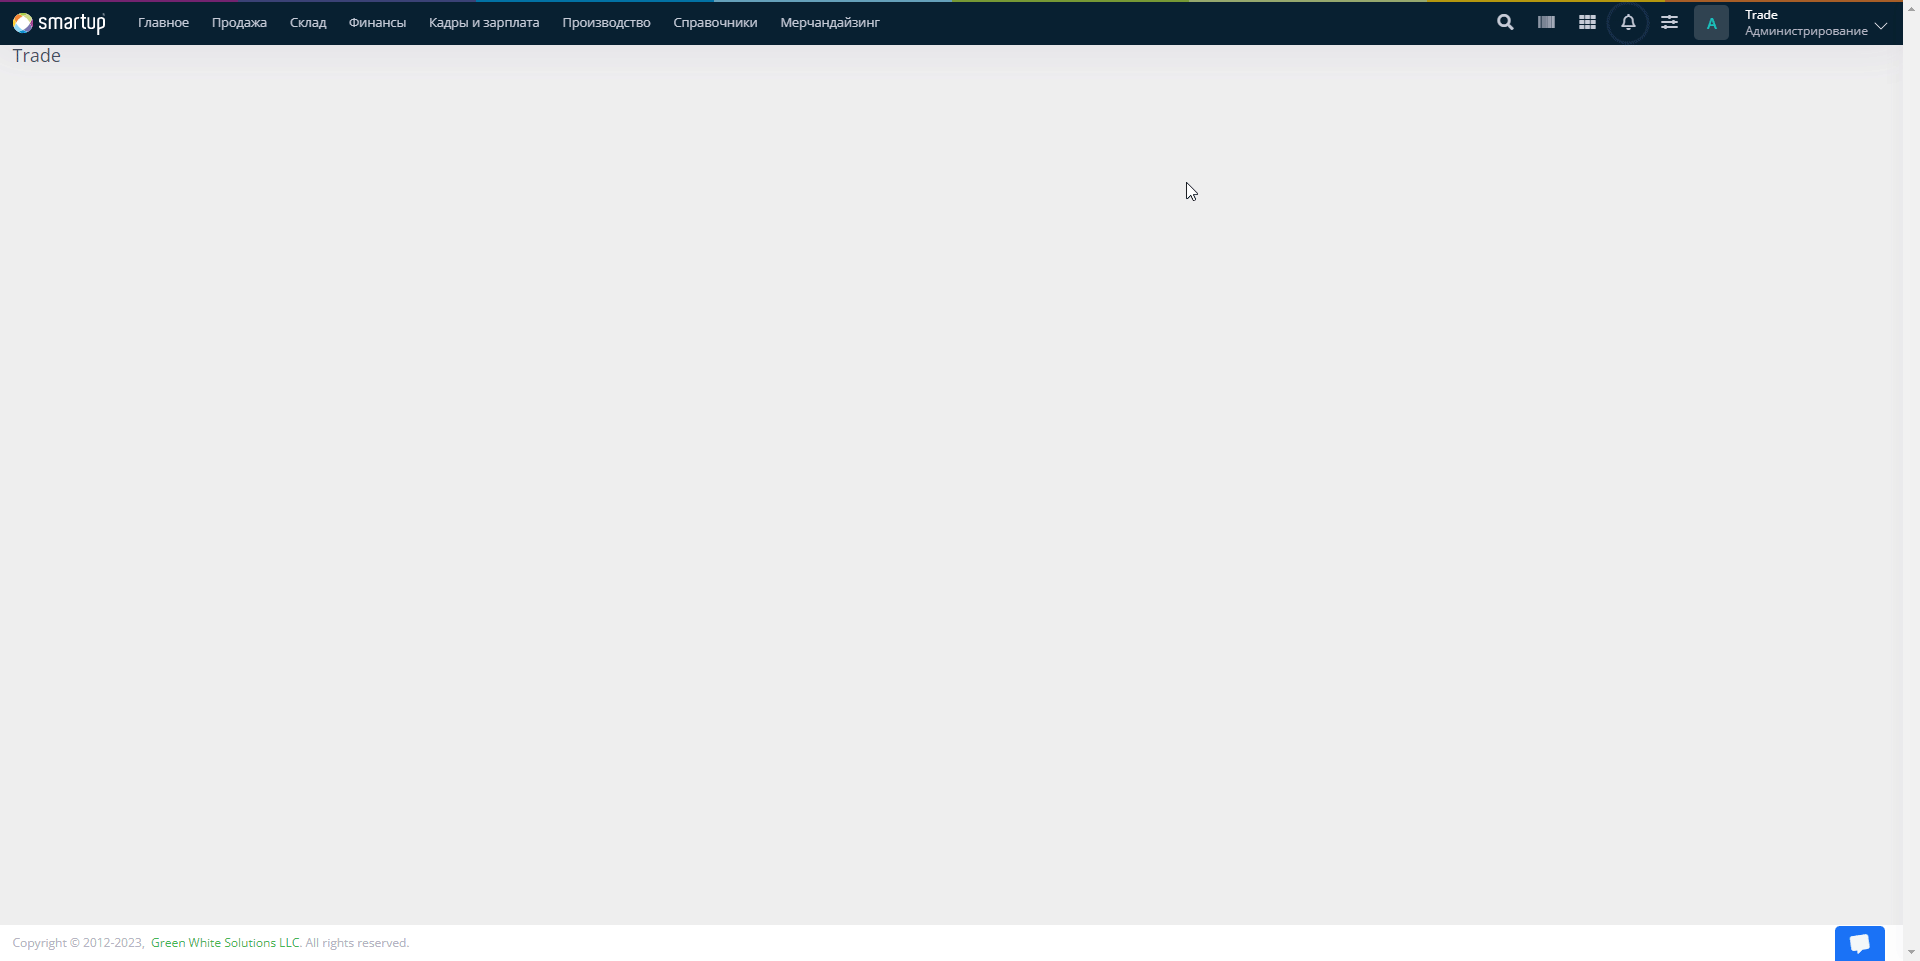 smartup Главное Продажа Склад Финансы Кадры и зарплата Производство Справочники Мерчандайзинг A Trade
Администрирование
Trade
Copyright © 2012-2023, Green White Solutions LLC. All rights reserved.